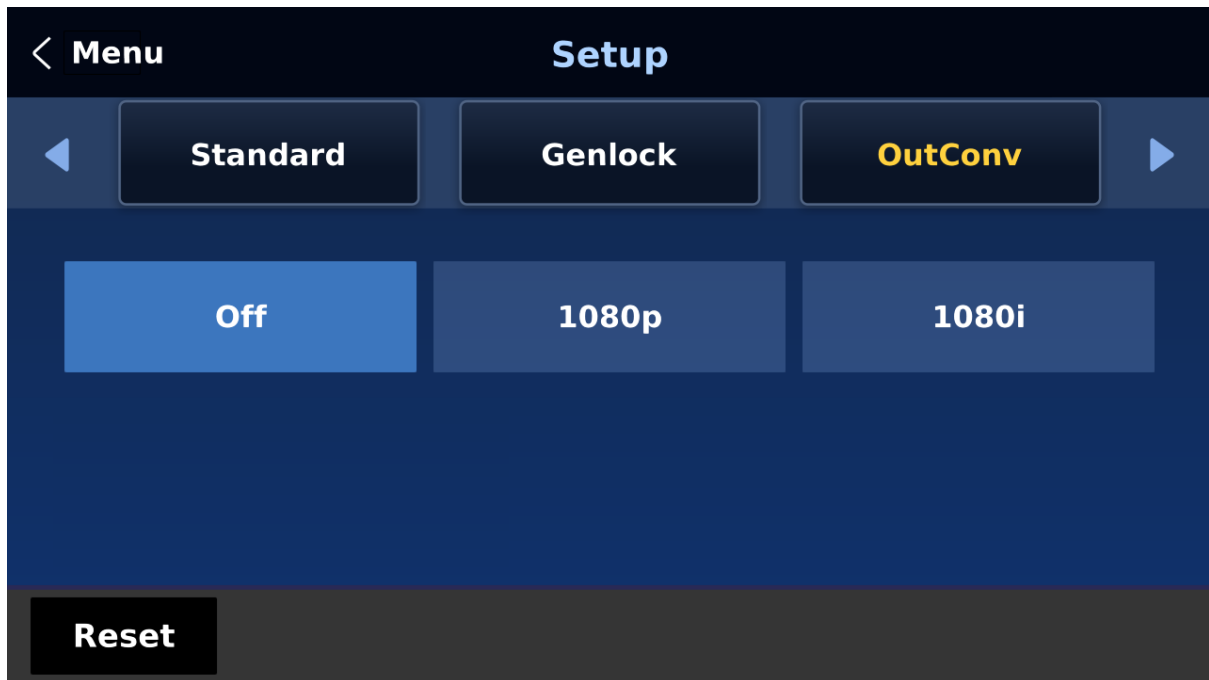 Menu
Setup
Standard
Genlock
OutConv
Off
1080p
1080i
Reset